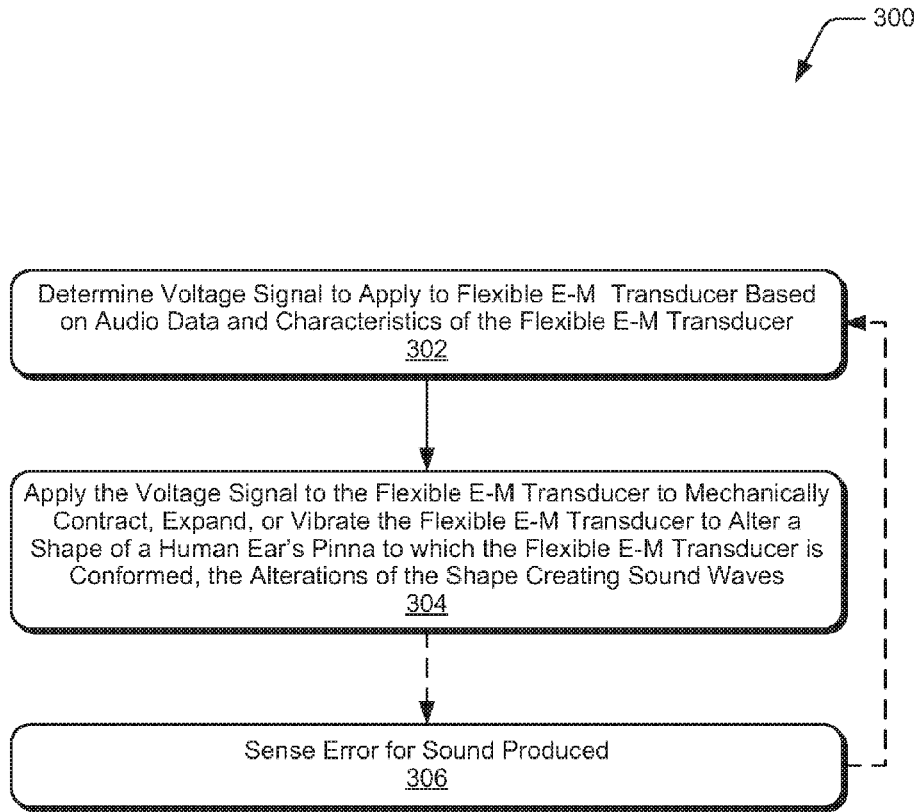 300
Determine Voltage Signal to Apply to Flexible E-M Transducer Based
on Audio Data and Characteristics of the Flexible E-M Transducer
302
Apply the Voltage Signal to the Flexible E-M Transducer to Mechanically
Contract, Expand, or Vibrate the Flexible E-M Transducer to Alter a
Shape of a Human Ear's Pinna to which the Flexible E-M Transducer is
Conformed, the Alterations of the Shape Creating Sound Waves
304
Sense Error for Sound Produced
306